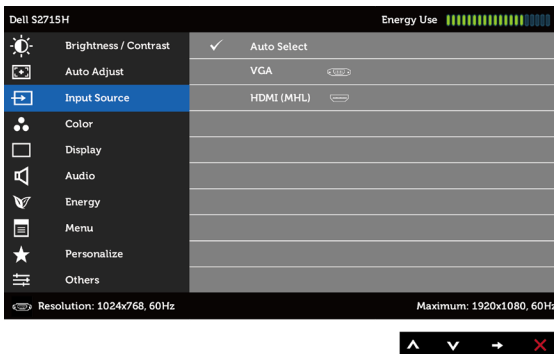 Dell S2715H Energy Use
Brightness / Contrast Auto Select
Auto Adjust VGA
Input Source HDMI (MHL)
Color
Display
Audio
Energy
Menu
Personalize
Others
Resolution: 1024x768, 60Hz Maximum: 1920x1080, 60Hz